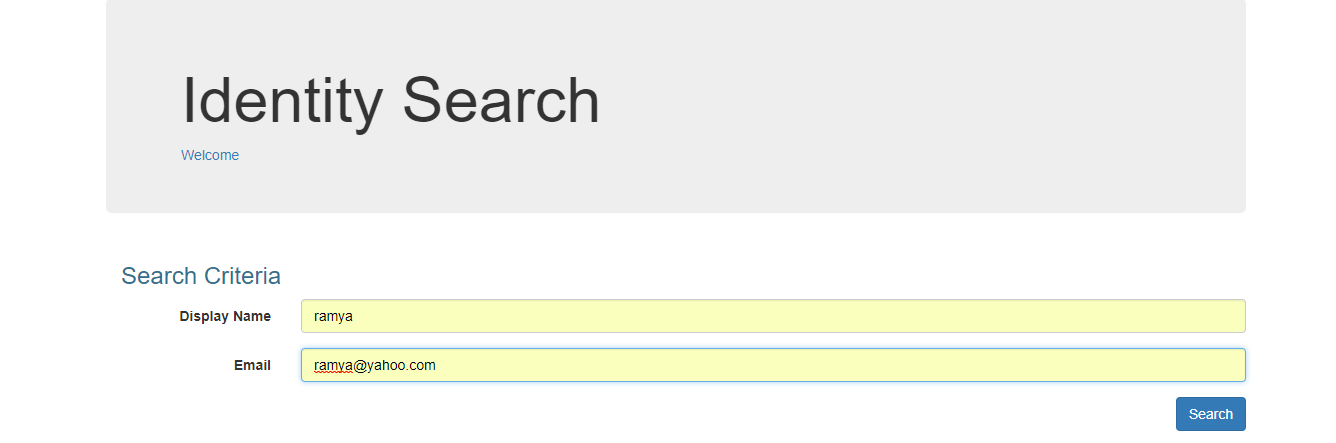 Identity Search
Welcome
Search Criteria
Display Name ramya
Email ramya@yahoo.com
Search